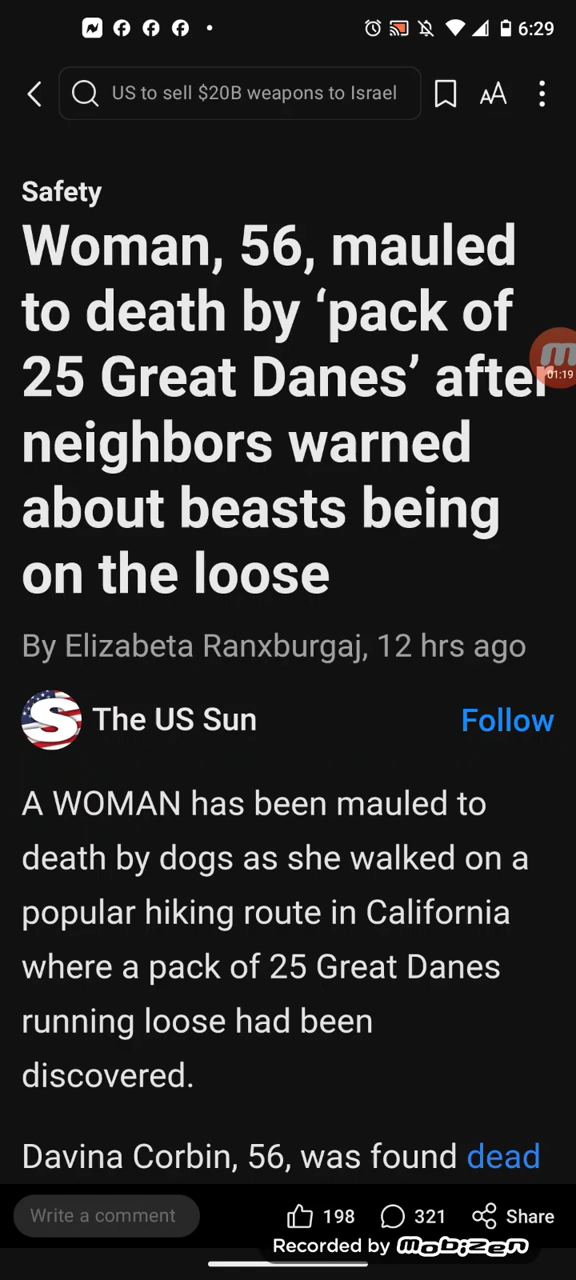 6:29
US to sell $20B weapons to Israel
AA
Safety
Woman, 56, mauled
to death by ‘pack of
25 Great Danes’ after
neighbors warned
about beasts being
on the loose
01:19
By Elizabeta Ranxburgaj, 12 hrs ago
S The US Sun Follow
A WOMAN has been mauled to
death by dogs as she walked on a
popular hiking route in California
where a pack of 25 Great Danes
running loose had been
discovered.
Davina Corbin, 56, was found dead
Write a comment 198 321 Share
Recorded by mobizen